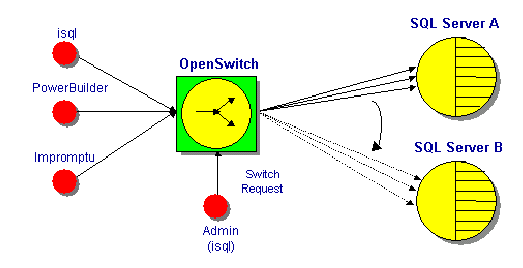 isql
PowerBuilder
Impromptu
OpenSwitch
Switch
Request
Admin
(isql)
SQL Server A
SQL Server B